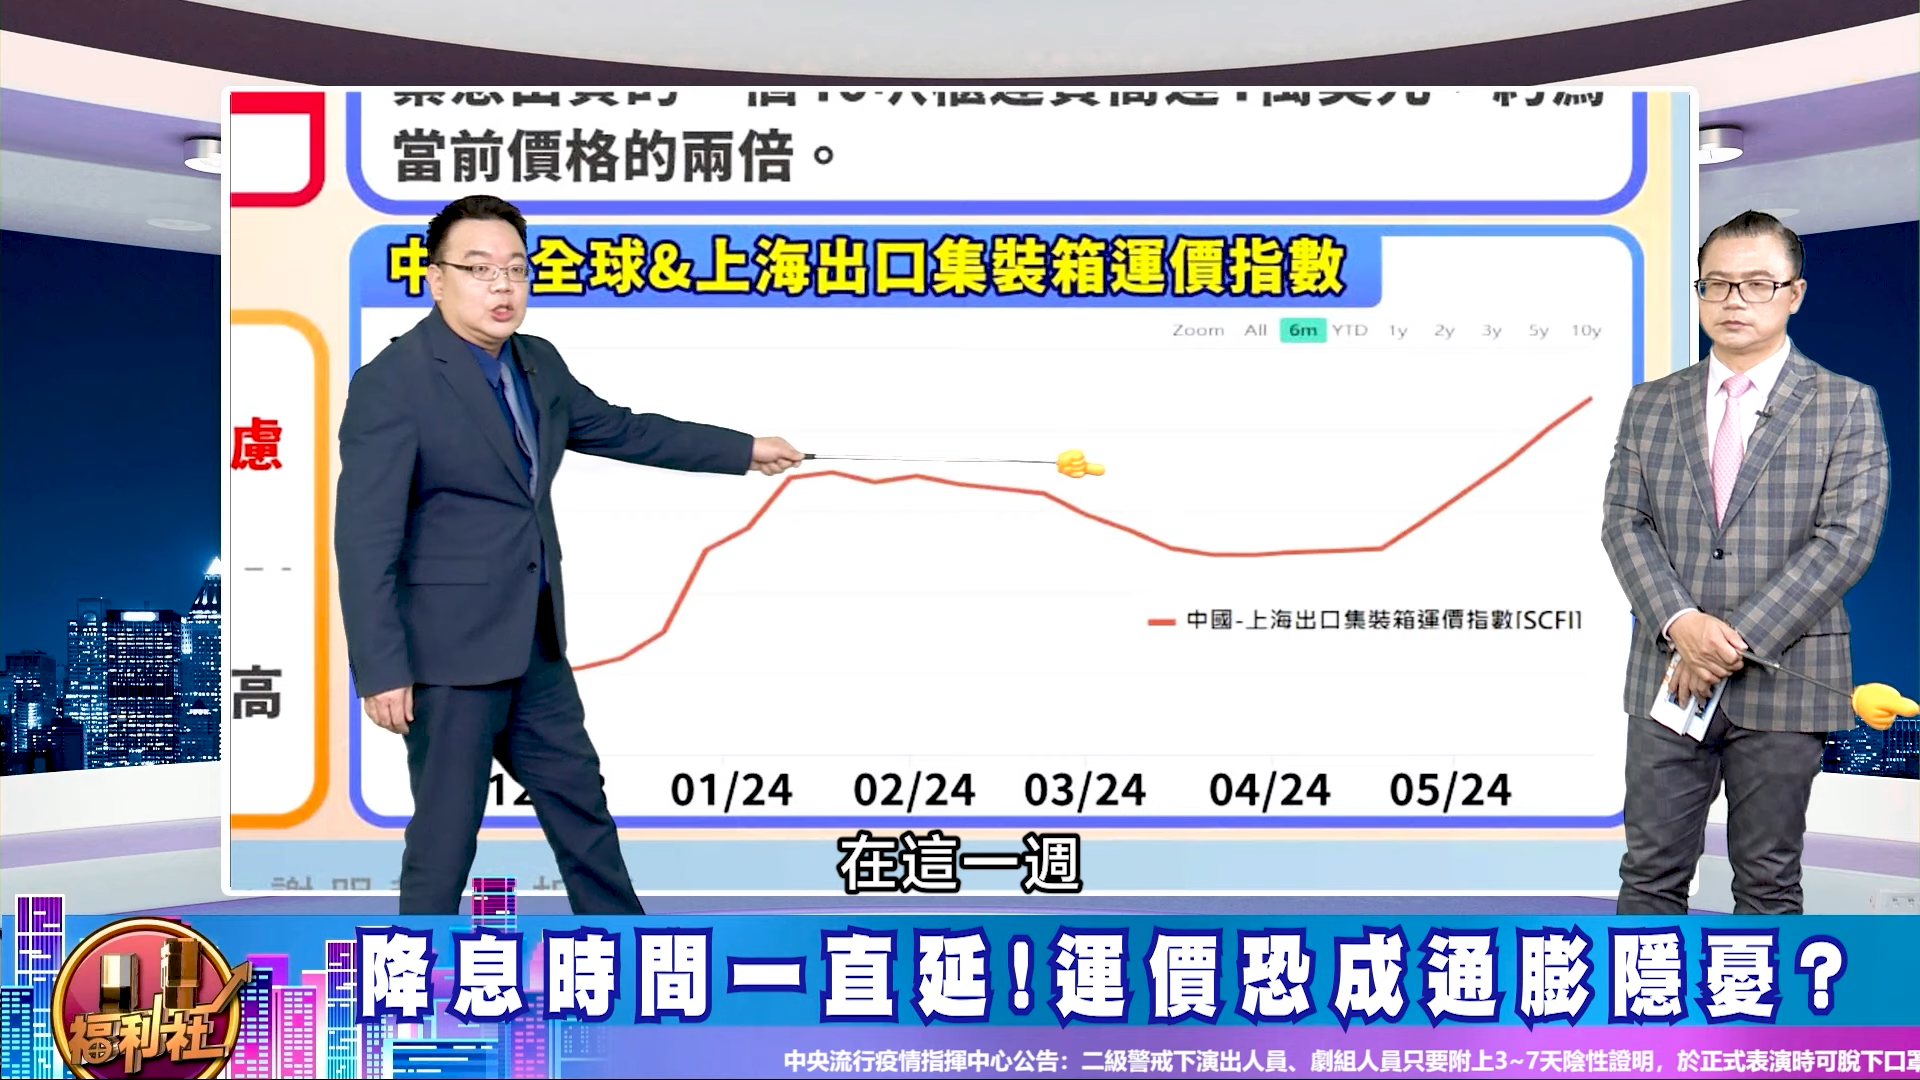 當前價格的兩倍。
中 全球&上海出口集裝箱運價指數
Zoom All 6m YTD 1y 2y 3y 5y 10y
慮
高
中國-上海出口集裝箱運價指數[SCFI]
12 01/24 02/24 03/24 04/24 05/24
在這一週
降息時間一直延!運價恐成通膨隱憂?
福利社
中央流行疫情指揮中心公告：二級警戒下演出人員、劇組人員只要附上3~7天陰性證明，於正式表演時可脫下口罩